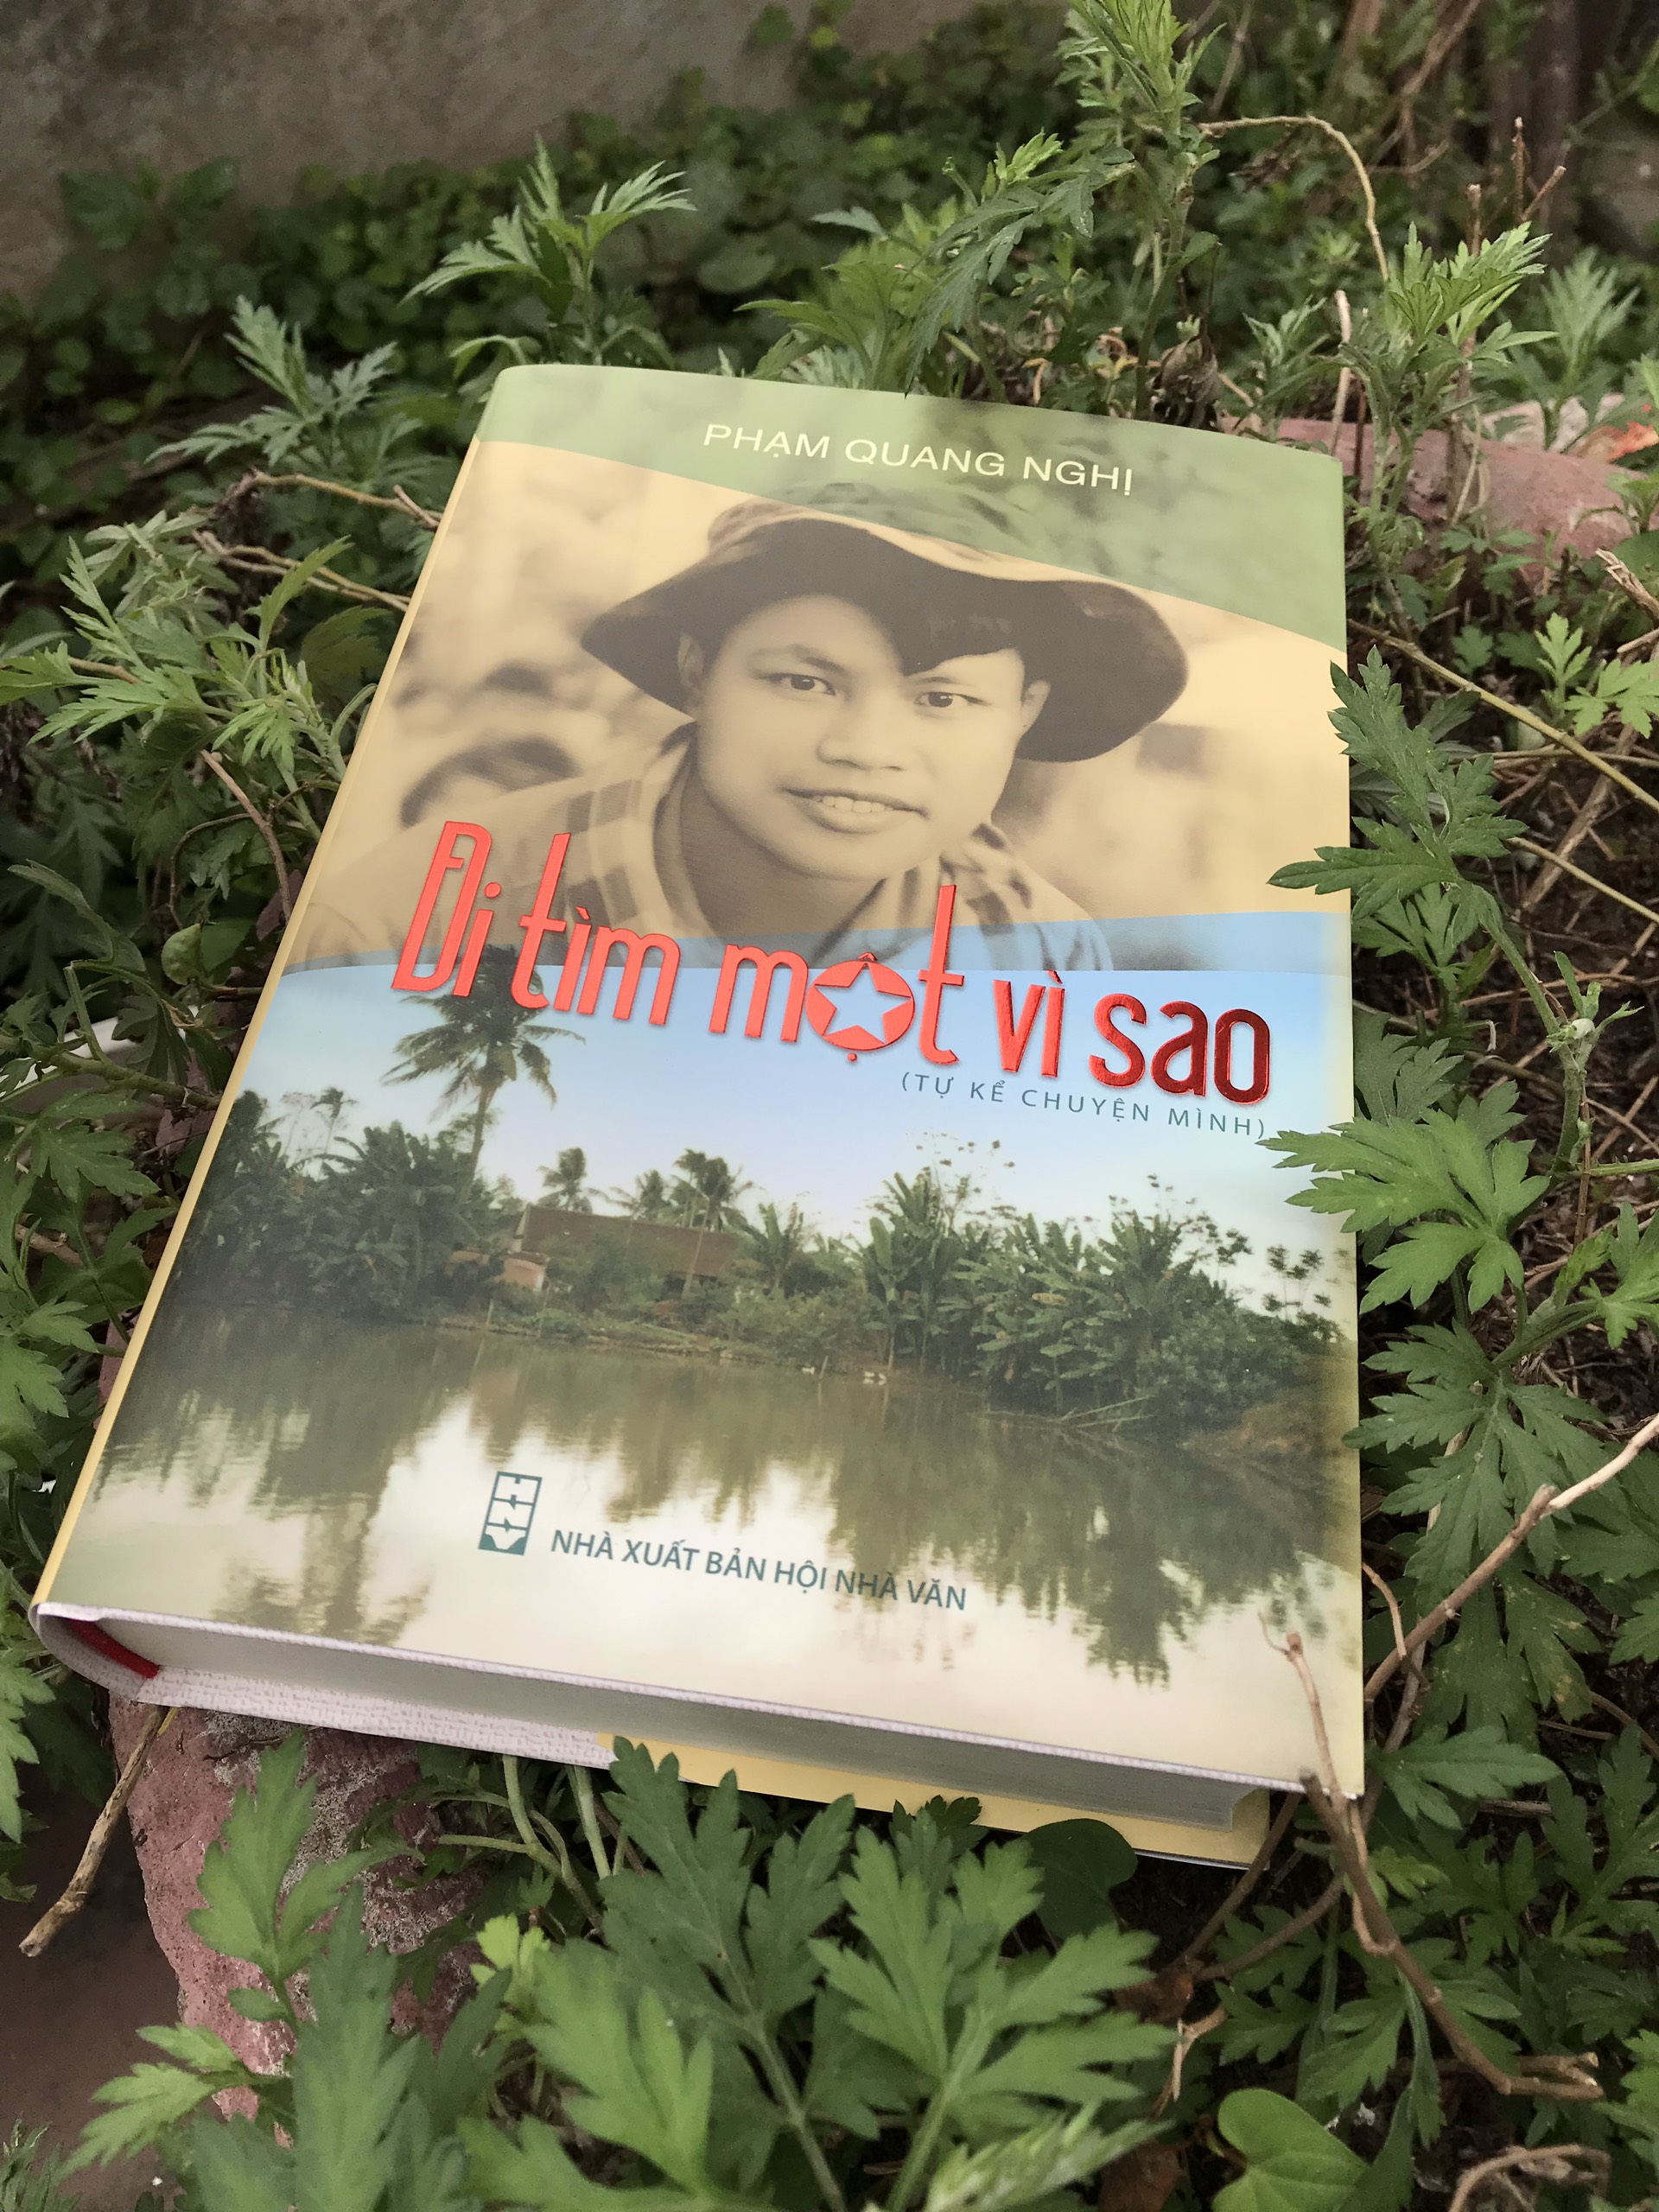 PHẠM QUANG NGHỊ
Đi tìm một vì sao
(TỰ KỂ CHUYỆN MÌNH)
NHÀ XUẤT BẢN HỘI NHÀ VĂN